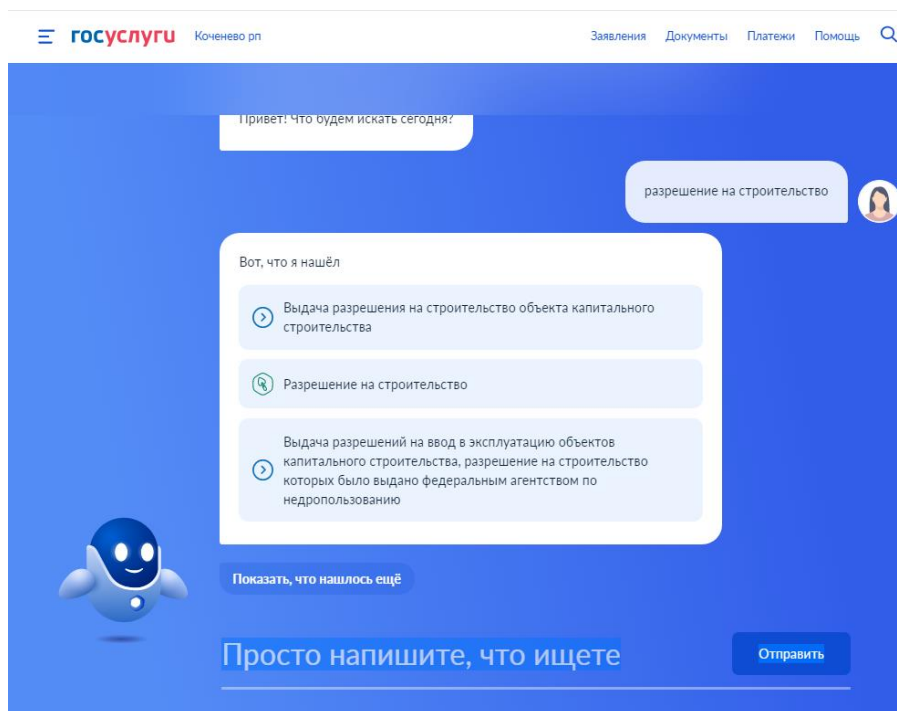 госуслуги Коченево рп Заявления Документы Платежи Помощь
Привет! Что будем искать сегодня?
разрешение на строительство
Вот, что я нашёл
Выдача разрешения на строительство объекта капитального
строительства
Разрешение на строительство
Выдача разрешений на ввод в эксплуатацию объектов
капитального строительства, разрешение на строительство
которых было выдано федеральным агентством по
недропользованию
Показать, что нашлось ещё
Просто напишите, что ищете
Отправить